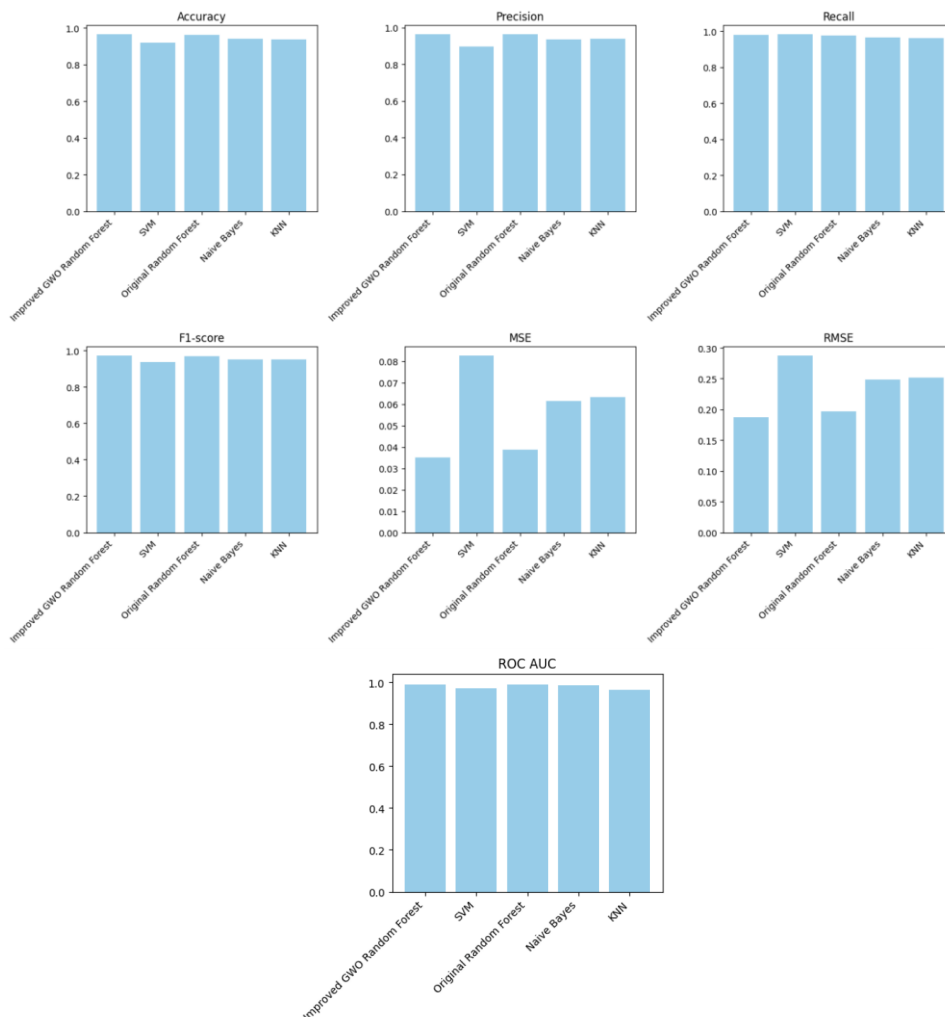 Accuracy
1.0
0.8
0.6
0.4
0.2
0.0
Improved GWO Random Forest
SVM
Original Random Forest
Naive Bayes
KNN
Precision
1.0
0.8
0.6
0.4
0.2
0.0
Improved GWO Random Forest
SVM
Original Random Forest
Naive Bayes
KNN
Recall
1.0
0.8
0.6
0.4
0.2
0.0
Improved GWO Random Forest
SVM
Original Random Forest
Naive Bayes
KNN
F1-score
1.0
0.8
0.6
0.4
0.2
0.0
Improved GWO Random Forest
SVM
Original Random Forest
Naive Bayes
KNN
MSE
0.08
0.07
0.06
0.05
0.04
0.03
0.02
0.01
0.00
Improved GWO Random Forest
SVM
Original Random Forest
Naive Bayes
KNN
RMSE
0.30
0.25
0.20
0.15
0.10
0.05
0.00
Improved GWO Random Forest
SVM
Original Random Forest
Naive Bayes
KNN
ROC AUC
1.0
0.8
0.6
0.4
0.2
0.0
Improved GWO Random Forest
SVM
Original Random Forest
Naive Bayes
KNN